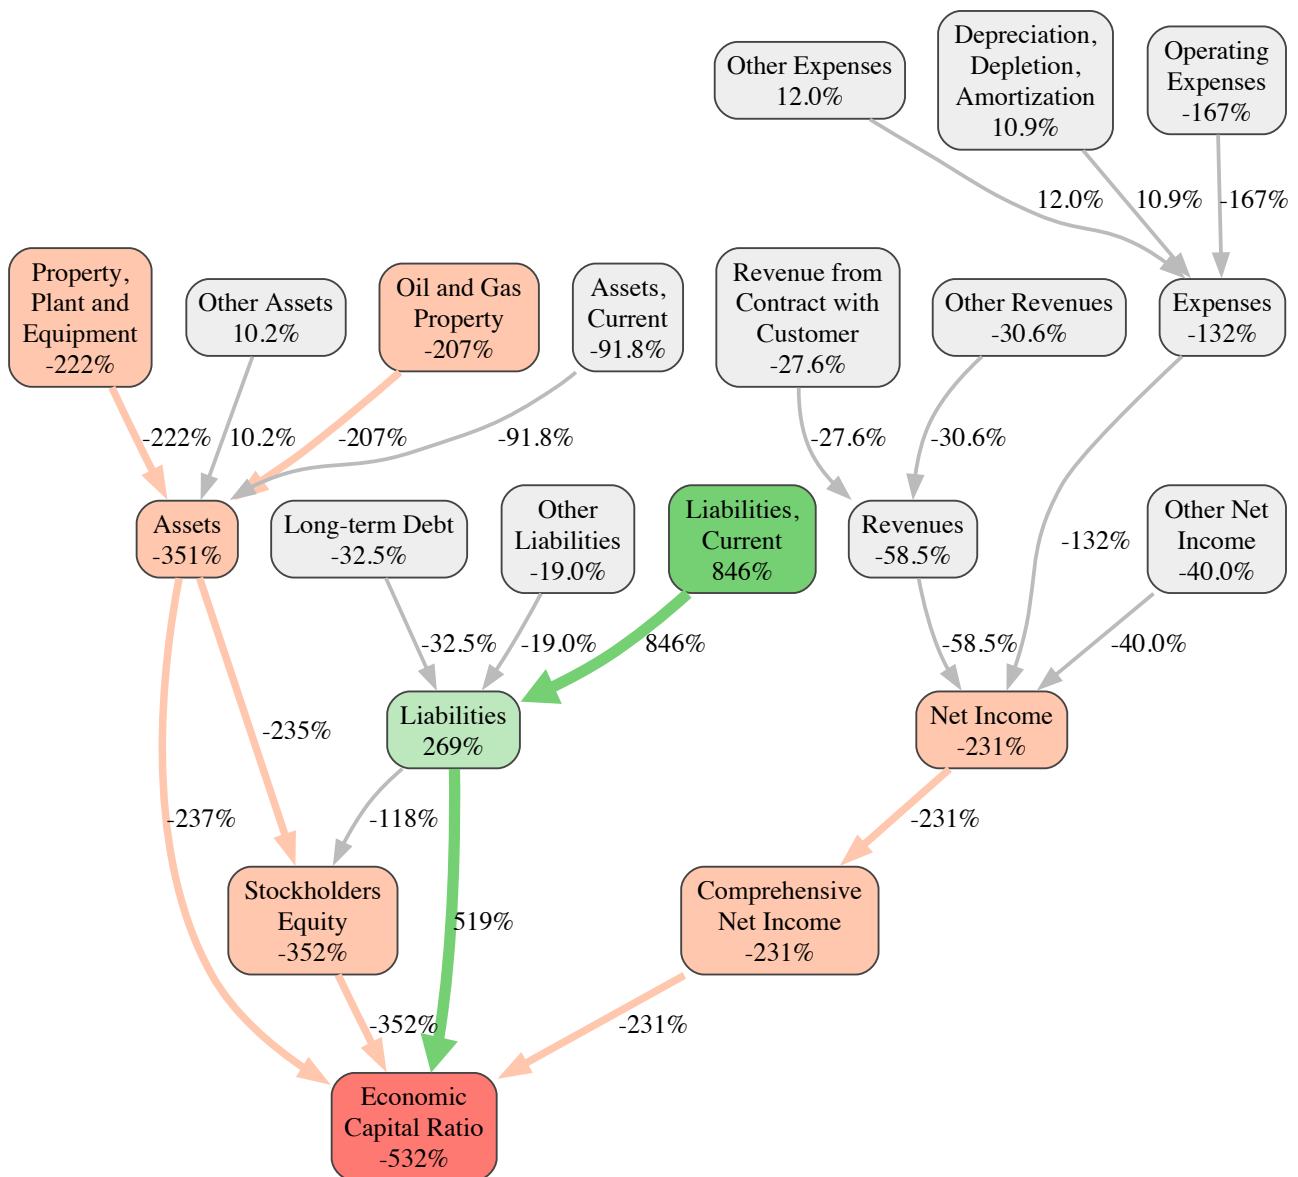 Other Expenses
12.0%
Depreciation,
Depletion,
Amortization
10.9%
Operating
Expenses
-167%
12.0%
10.9%
-167%
Property,
Plant and
Equipment
-222%
Other Assets
10.2%
Oil and Gas
Property
-207%
Assets,
Current
-91.8%
Revenue from
Contract with
Customer
-27.6%
Other Revenues
-30.6%
Expenses
-132%
-222%
10.2%
-207%
-91.8%
-27.6%
-30.6%
Assets
-351%
Long-term Debt
-32.5%
Other
Liabilities
-19.0%
Liabilities,
Current
846%
Revenues
-58.5%
-132%
Other Net
Income
-40.0%
-32.5%
-19.0%
846%
-58.5%
-40.0%
-235%
Liabilities
269%
Net Income
-231%
-237%
-118%
-231%
Stockholders
Equity
-352%
519%
Comprehensive
Net Income
-231%
-352%
-231%
Economic
Capital Ratio
-532%